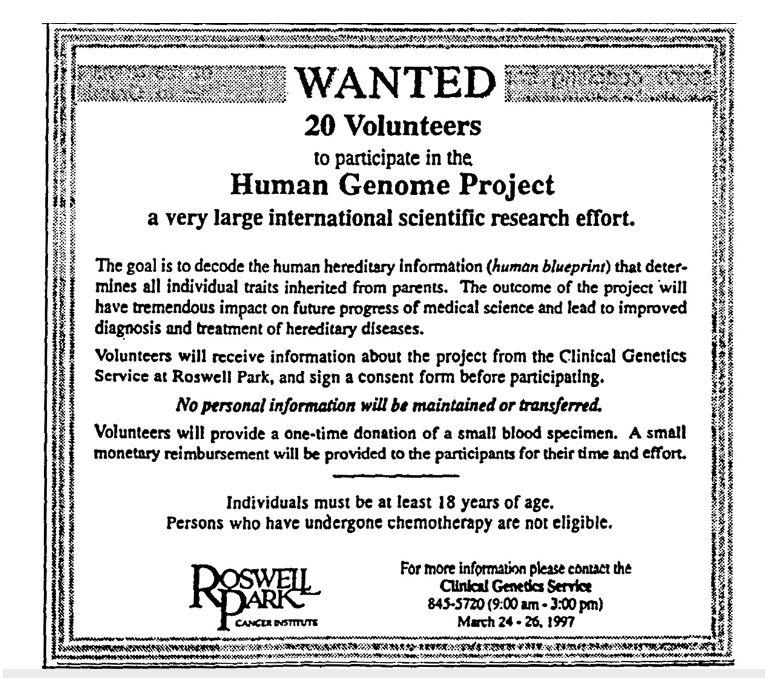 WANTED
20 Volunteers
to participate in the
Human Genome Project
a very large international scientific research effort.
The goal is to decode the human hereditary information (human blueprint) that deter-
mines all individual traits inherited from parents. The outcome of the project will
have tremendous impact on future progress of medical science and lead to improved
diagnosis and treatment of hereditary diseases.
Volunteers will receive information about the project from the Clinical Genetics
Service at Roswell Park, and sign a consent form before participating.
No personal information will be maintained or transferred.
Volunteers will provide a one-time donation of a small blood specimen. A small
monetary reimbursement will be provided to the participants for their time and effort.
Individuals must be at least 18 years of age.
Persons who have undergone chemotherapy are not eligible.
ROSWELL
PARK
CANCER INSTITUTE
For more information please contact the
Clinical Genetics Service
845-5720 (9:00 am - 3:00 pm)
March 24 - 26, 1997